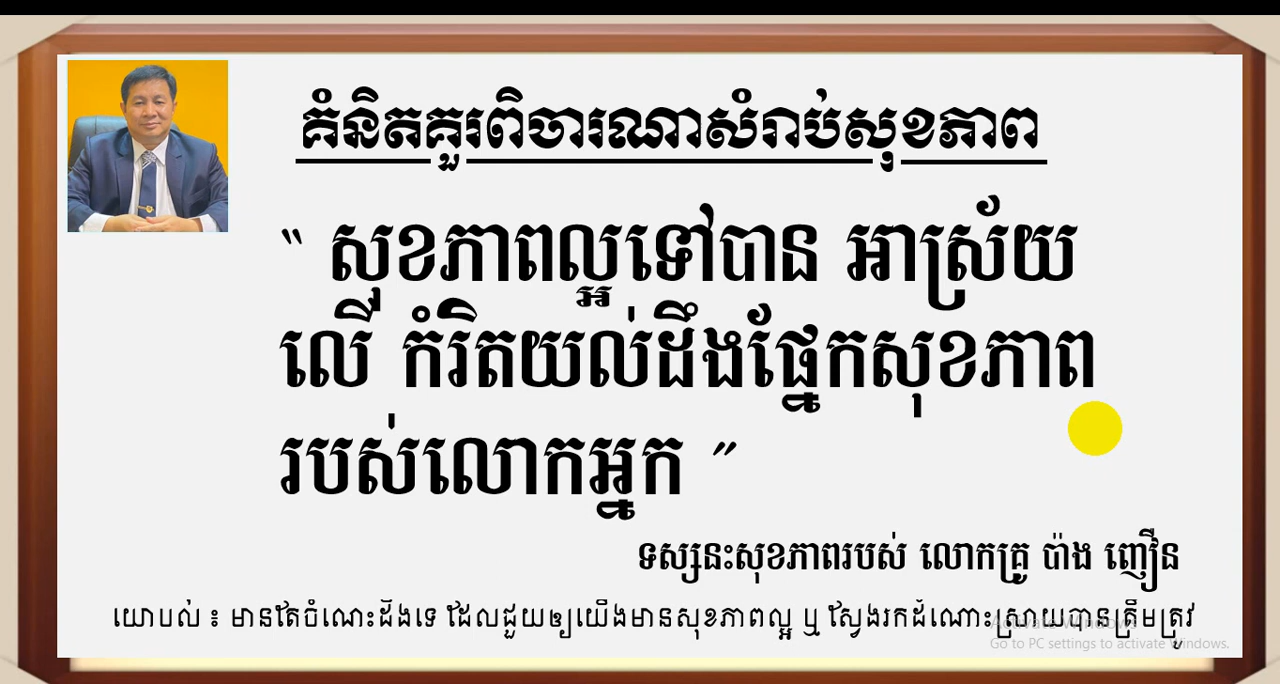 គំនិតគួរពិចារណាសំរាប់សុខភាព
“ សុខភាពល្អទៅបាន អាស្រ័យ
លើ កំរិតយល់ដឹងផ្នែកសុខភាព
របស់លោកអ្នក ”
ទស្សនះសុខភាពរបស់ លោកគ្រូ ប៉ាង ញឿន
យោបល់ ៖ មានតែចំណេះដឹងទេ ដែលជួយឲ្យយើងមានសុខភាពល្អ ឬ ស្វែងរកដំណោះស្រាយបានត្រឹមត្រូវ
Activate Windows
Go to PC settings to activate Windows.